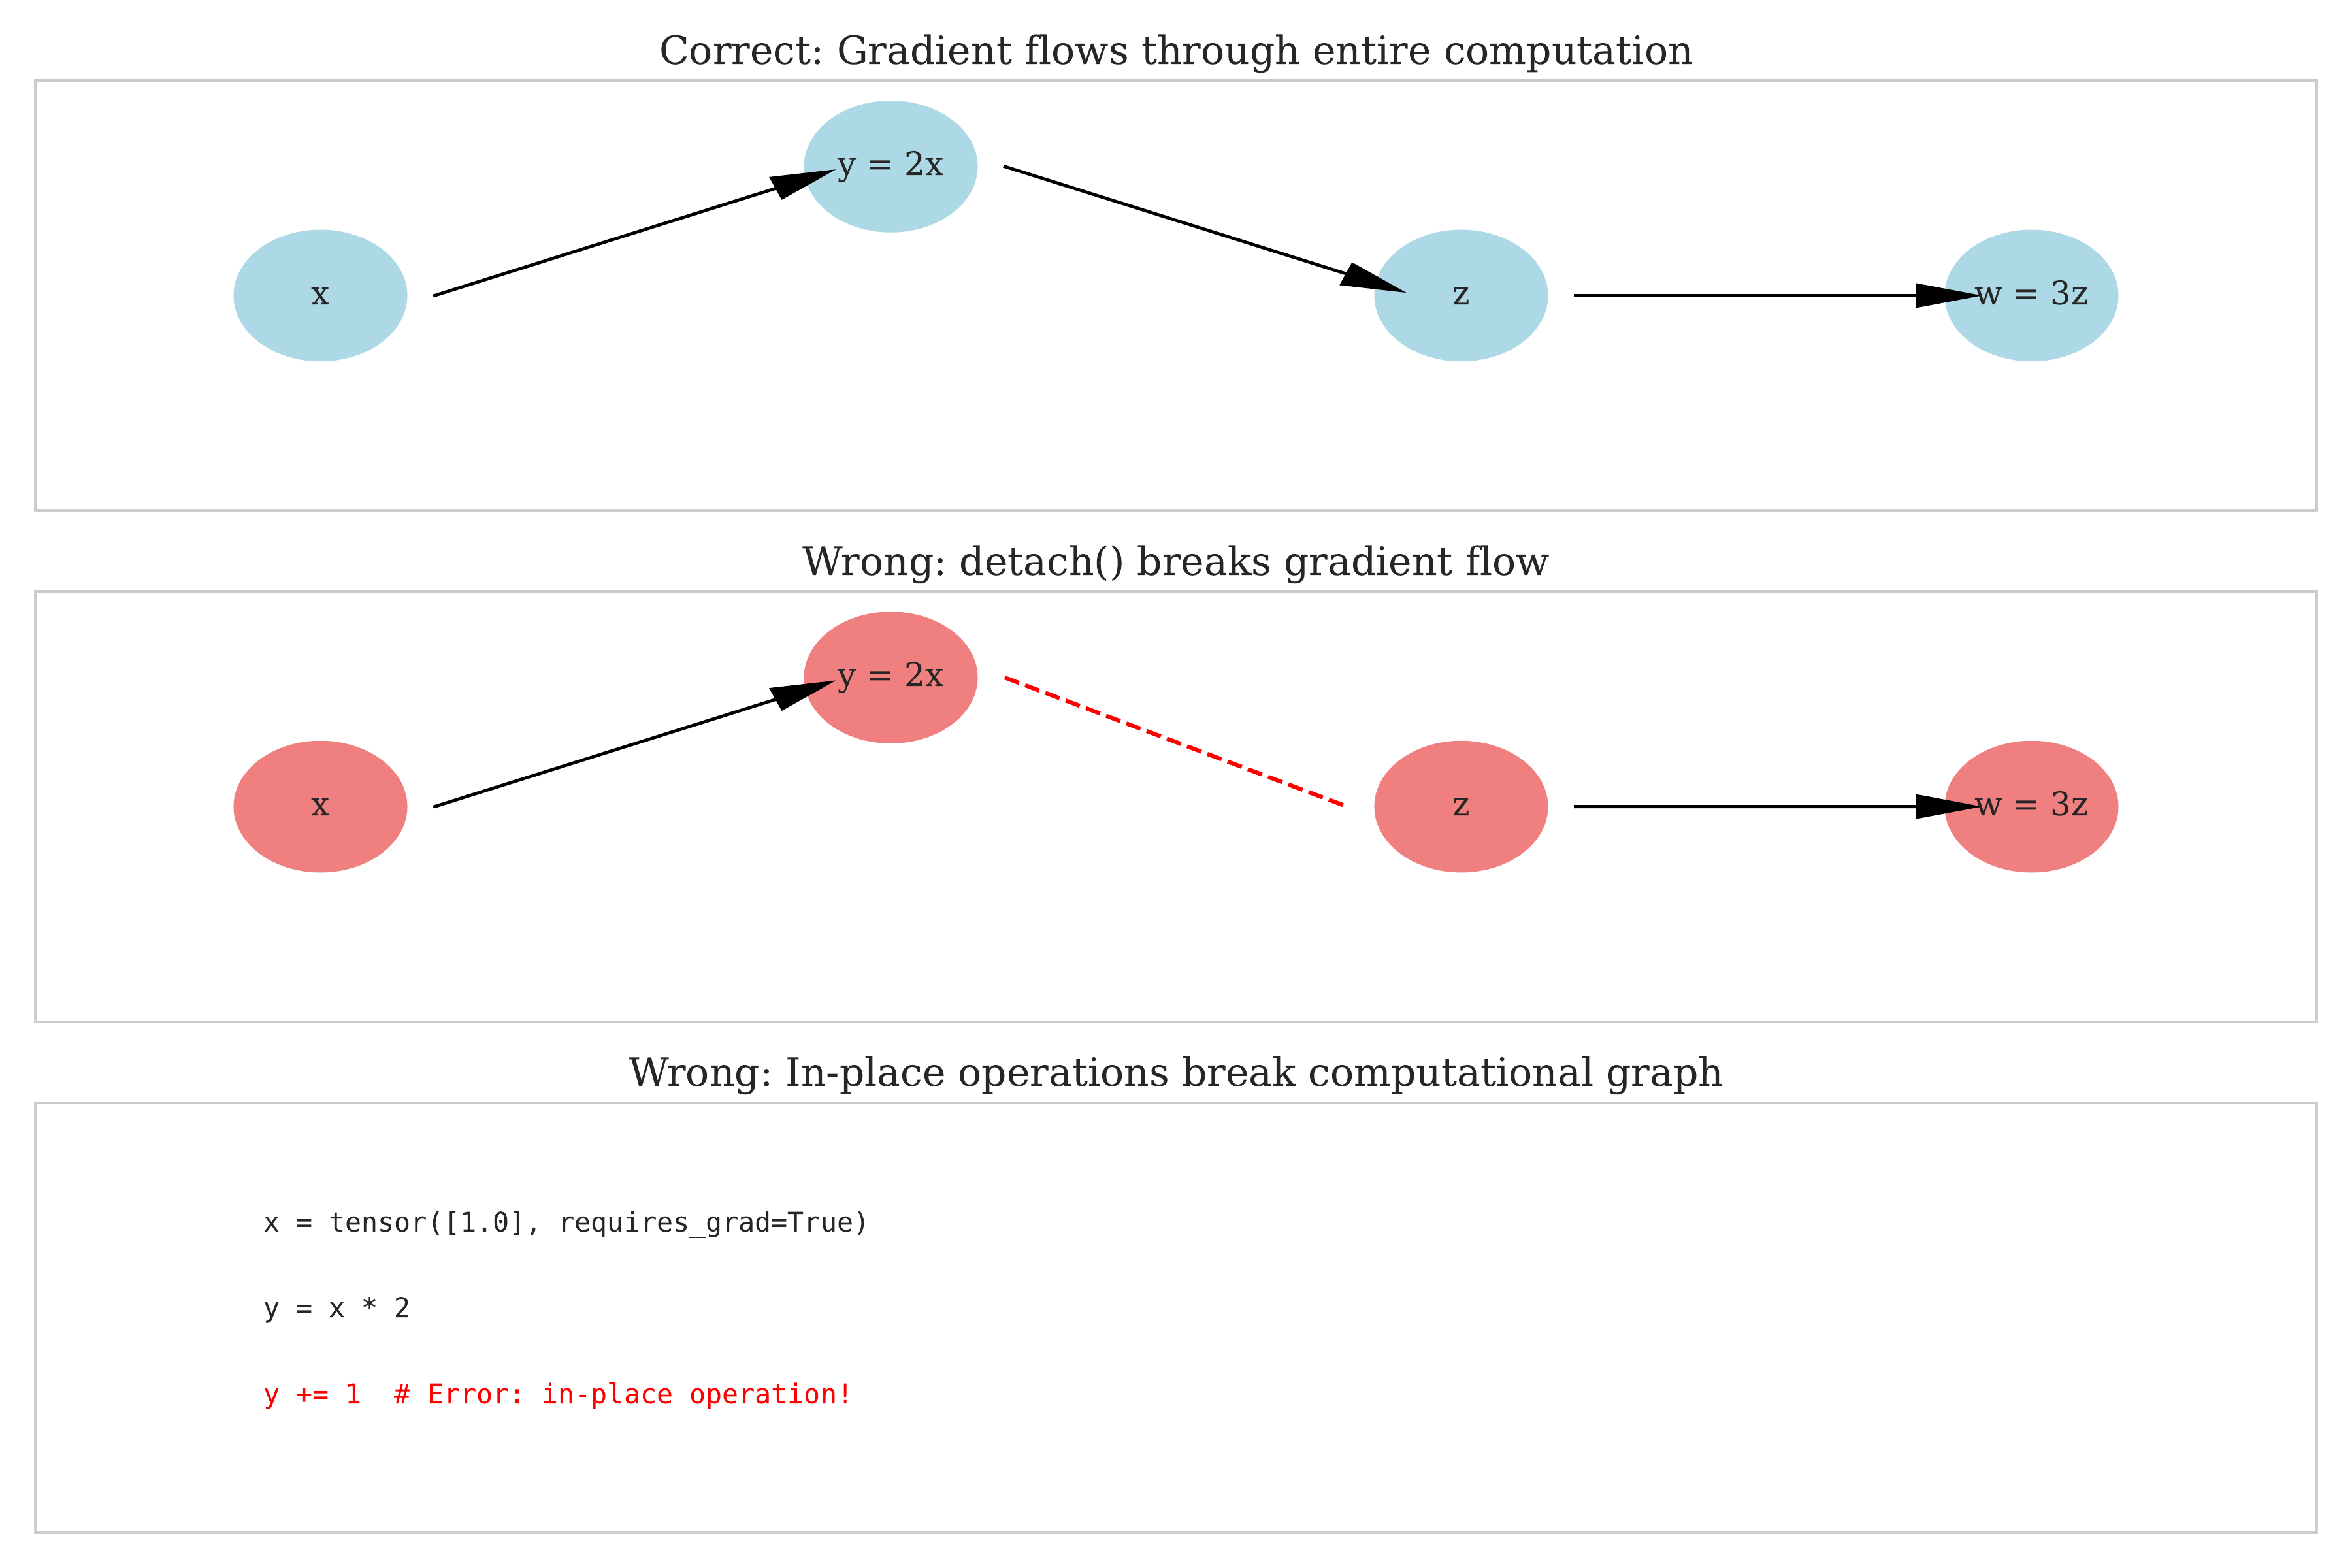 Correct: Gradient flows through entire computation
y = 2x
x
z
w = 3z
Wrong: detach() breaks gradient flow
y = 2x
x
z
w = 3z
Wrong: In-place operations break computational graph
x = tensor([1.0], requires_grad=True)
y = x * 2
y += 1  # Error: in-place operation!